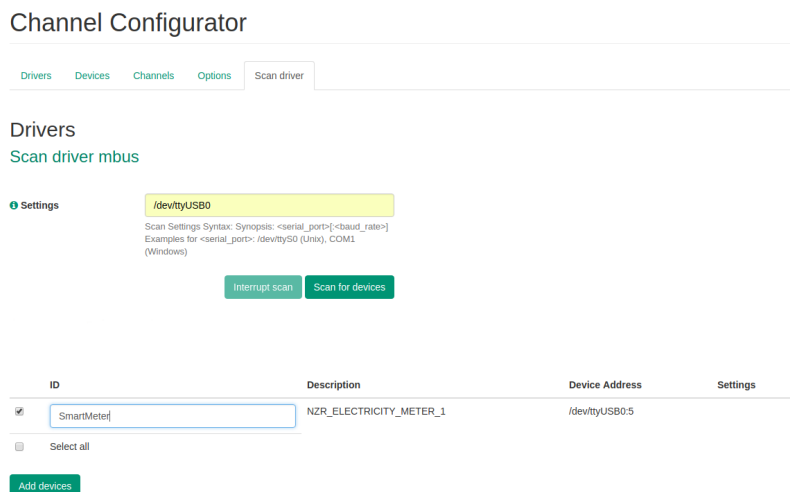 Channel Configurator
Drivers Devices Channels Options Scan driver
Drivers
Scan driver mbus
Settings /dev/ttyUSB0
Scan Settings Syntax: Synopsis: <serial_port>[:<baud_rate>]
Examples for <serial_port>: /dev/ttyS0 (Unix), COM1
(Windows)
Interrupt scan Scan for devices
ID Description Device Address Settings
SmartMeter NZR_ELECTRICITY_METER_1 /dev/ttyUSB0:5
Select all
Add devices